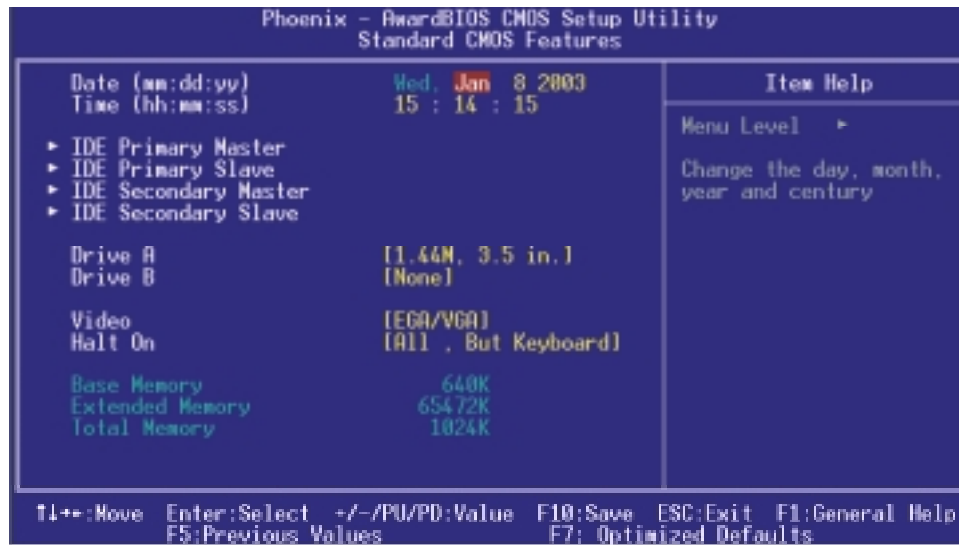 Phoenix - AwardBIOS CMOS Setup Utility
Standard CMOS Features
Date (mm:dd:yy) Wed, Jan 8 2003
Time (hh:mm:ss) 15 : 14 : 15
► IDE Primary Master
► IDE Primary Slave
► IDE Secondary Master
► IDE Secondary Slave
Drive A [1.44M, 3.5 in.]
Drive B [None]
Video [EGA/VGA]
Halt On [All , But Keyboard]
Base Memory 640K
Extended Memory 65472K
Total Memory 1024K
Item Help
Menu Level ►
Change the day, month,
year and century
↑↓→←:Move Enter:Select +/-/PU/PD:Value F10:Save ESC:Exit F1:General Help
F5:Previous Values F7: Optimized Defaults